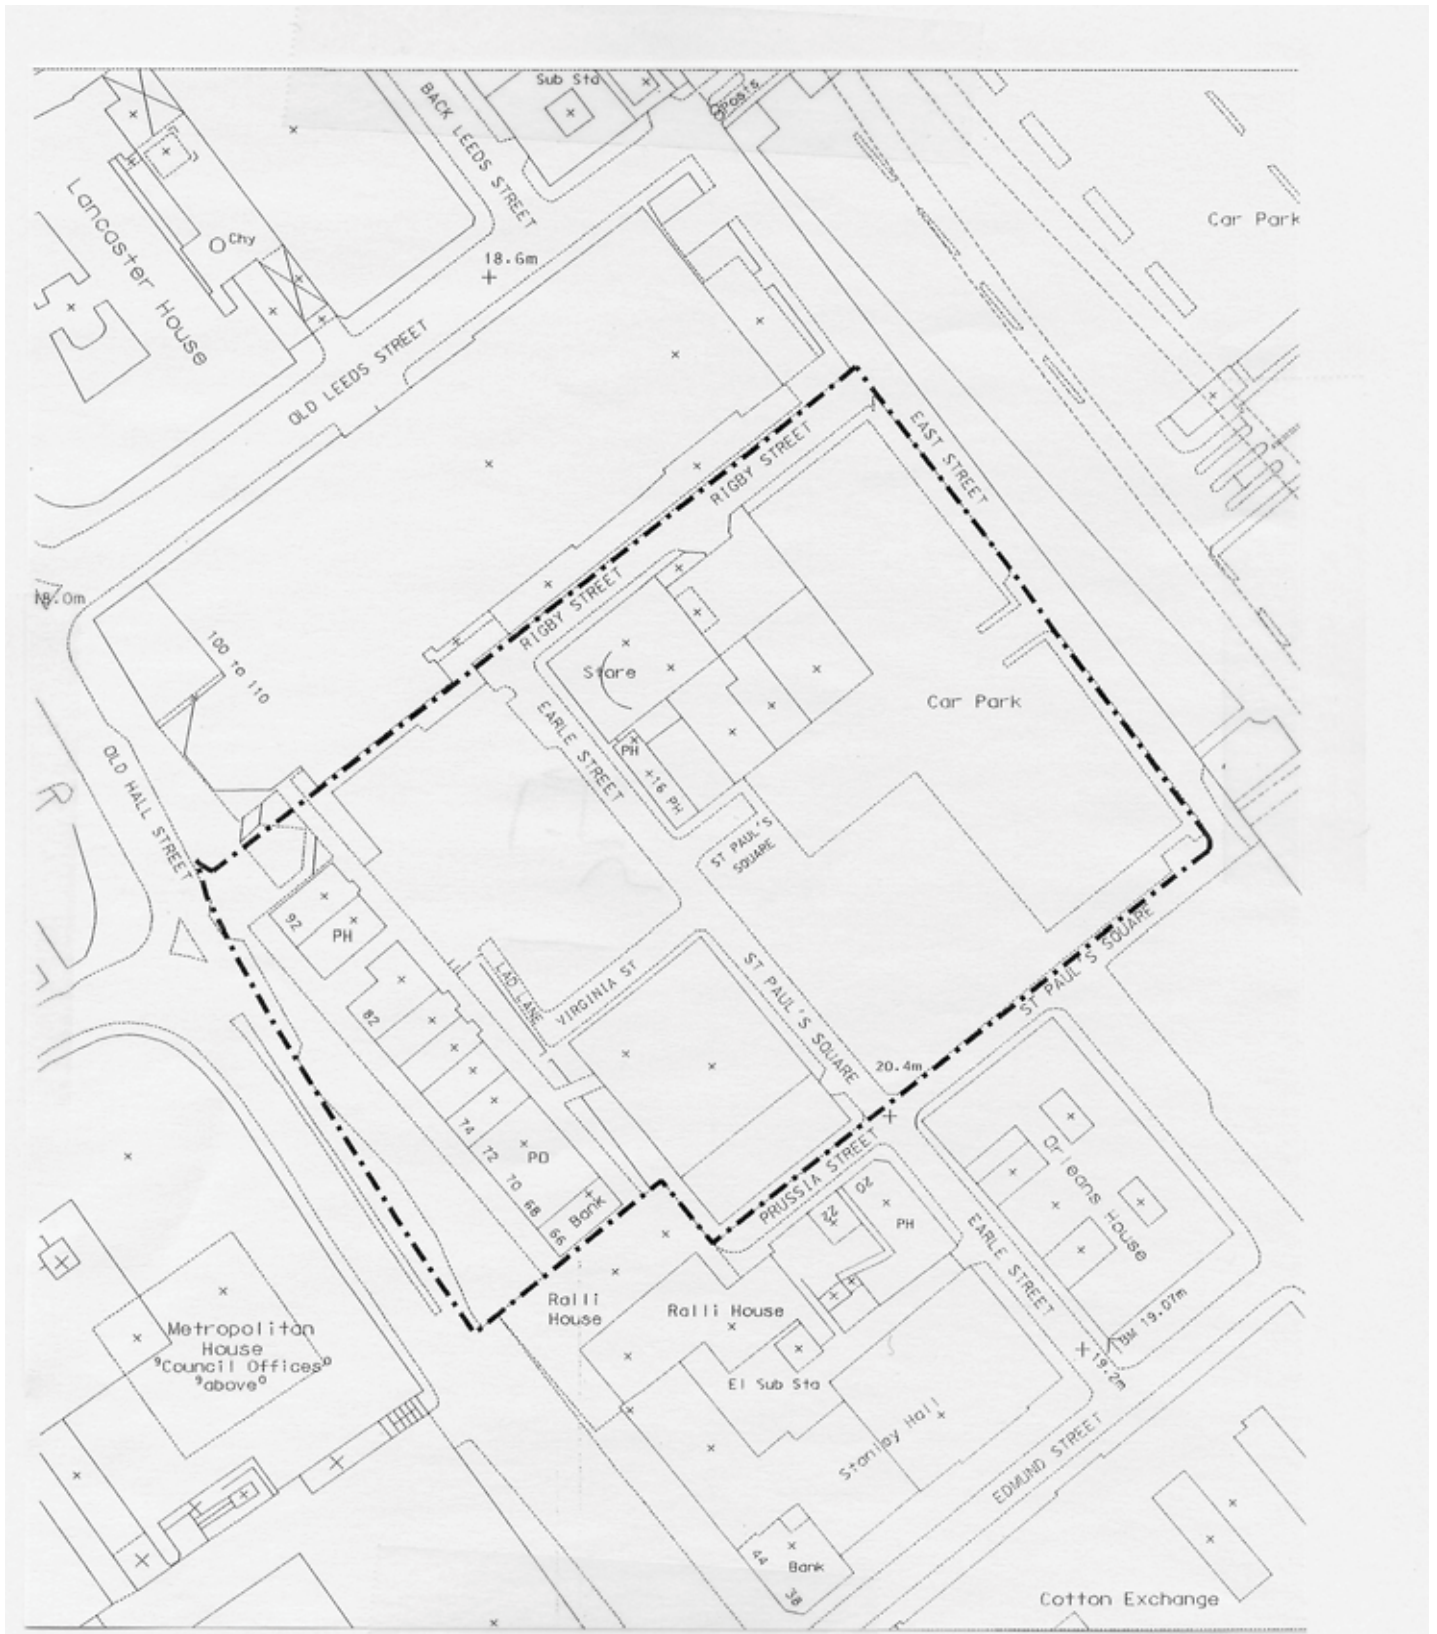 Sub Sta
Posts
BACK LEEDS STREET
Lancaster House
Chy
Car Park
18.6m
OLD LEEDS STREET
EAST STREET
RIGBY STREET
RIGBY STREET
18.0m
100 TO 110
Store
EARLE STREET
Car Park
PH
16 PH
OLD HALL STREET
ST PAUL'S
SQUARE
92
PH
ST PAUL'S SQUARE
LAD LANE
VIRGINIA ST
ST PAUL'S SQUARE
82
20.4m
74
72
70
68
66
PO
Bank
PRUSSIA STREET
20
22
PH
Orleans House
EARLE STREET
Ralli
House
Ralli House
Metropolitan
House
Council Offices
above
El Sub Sta
BM 19.07m
19.2m
Stanley Hall
EDMUND STREET
44
Bank
38
Cotton Exchange